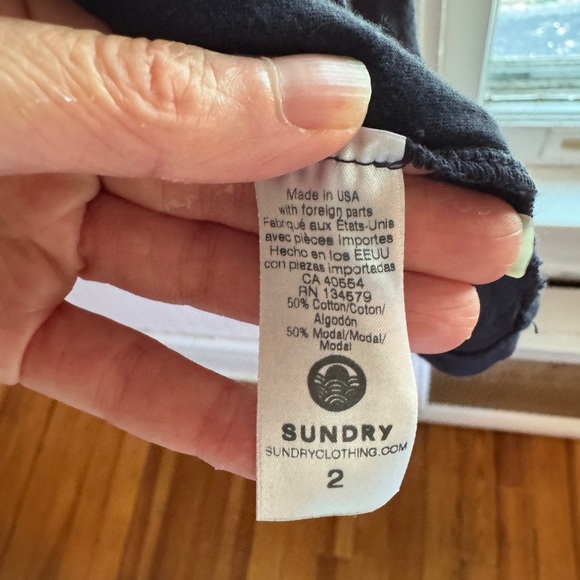 Made in USA
with foreign parts
Fabriqué aux États-Unis
avec pièces importes
Hecho en los EEUU
con piezas importadas
CA 40554
RN 134579
50% Cotton/Coton/
Algodón
50% Modal/Modal/
Modal
SUNDRY
SUNDRYCLOTHING.COM
2